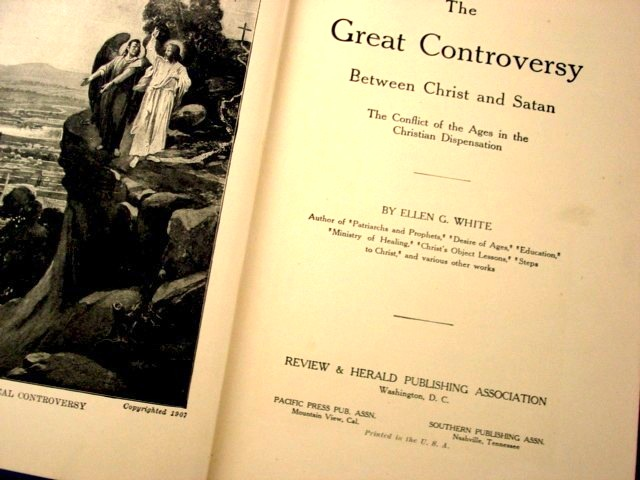 AL CONTROVERSY
Copyrighted 1907
The
Great Controversy
Between Christ and Satan
The Conflict of the Ages in the
Christian Dispensation
BY ELLEN G. WHITE
Author of "Patriarchs and Prophets," "Desire of Ages," "Education,"
"Ministry of Healing," "Christ's Object Lessons," "Steps
to Christ," and various other works
REVIEW & HERALD PUBLISHING ASSOCIATION
Washington, D. C.
PACIFIC PRESS PUB. ASSN.
Mountain View, Cal.
SOUTHERN PUBLISHING ASSN.
Nashville, Tennessee
Printed in the U. S. A.